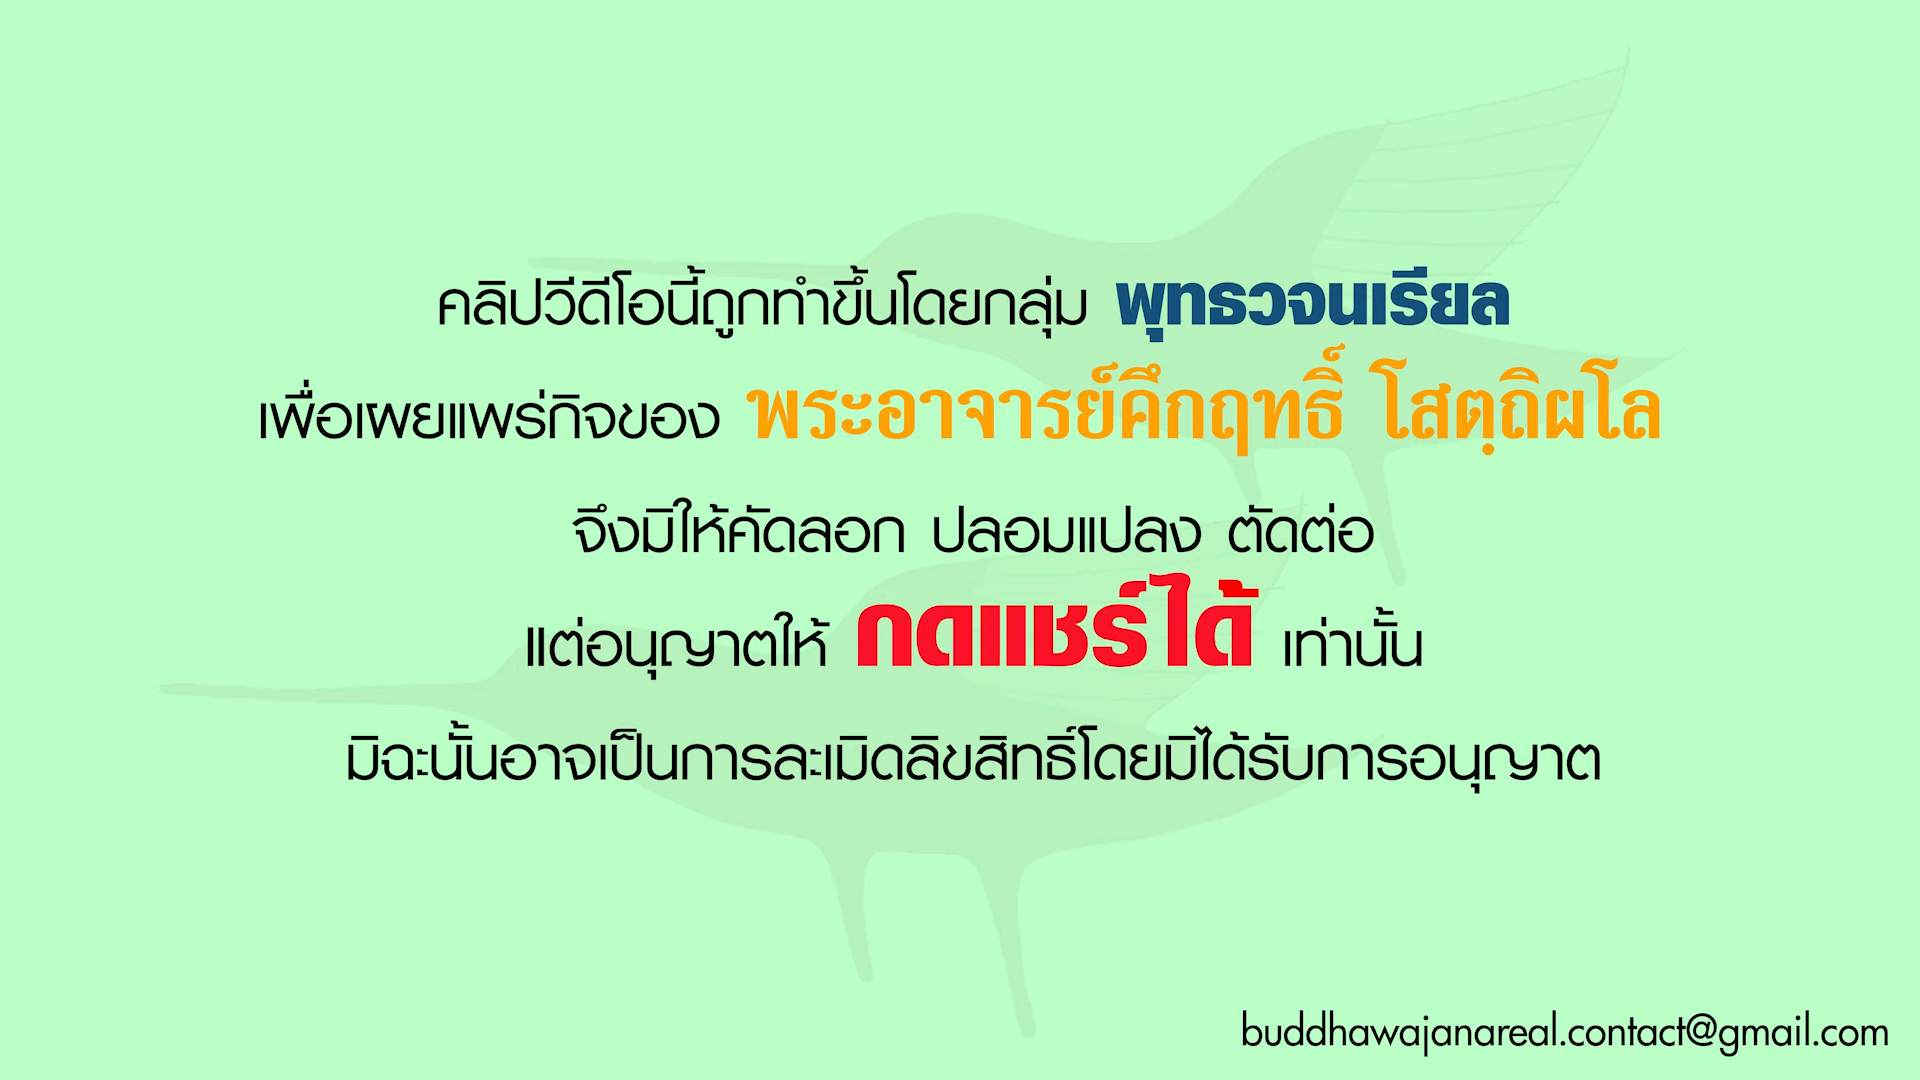 คลิปวีดีโอนี้ถูกทำขึ้นโดยกลุ่ม พุทธวจนเรียล
เพื่อเผยแพร่กิจของ พระอาจารย์คึกฤทธิ์ โสตฺถิผโล
จึงมิให้คัดลอก ปลอมแปลง ตัดต่อ
แต่อนุญาตให้ กดแชร์ได้ เท่านั้น
มิฉะนั้นอาจเป็นการละเมิดลิขสิทธิ์โดยมิได้รับการอนุญาต
buddhawajanareal.contact@gmail.com